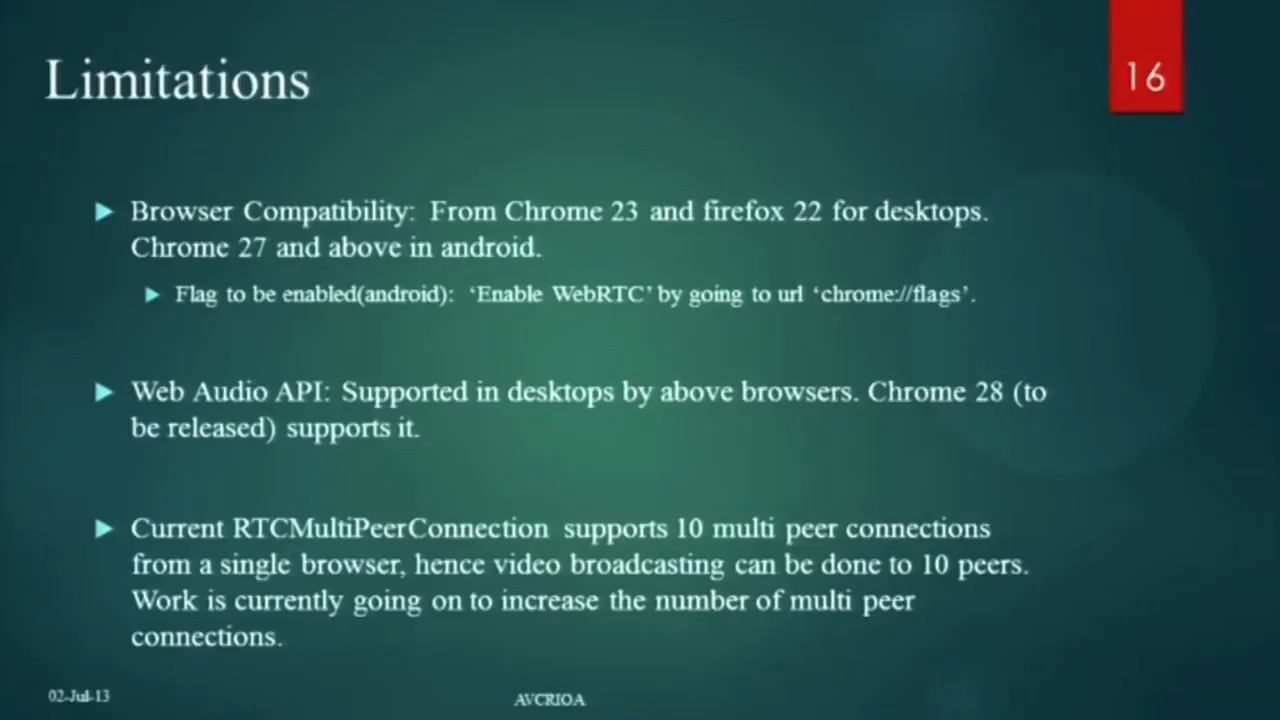 Limitations
16
Browser Compatibility: From Chrome 23 and firefox 22 for desktops.
Chrome 27 and above in android.
Flag to be enabled(android): ‘Enable WebRTC’ by going to url ‘chrome://flags’.
Web Audio API: Supported in desktops by above browsers. Chrome 28 (to
be released) supports it.
Current RTCMultiPeerConnection supports 10 multi peer connections
from a single browser, hence video broadcasting can be done to 10 peers.
Work is currently going on to increase the number of multi peer
connections.
02-Jul-13
AVCRIOA